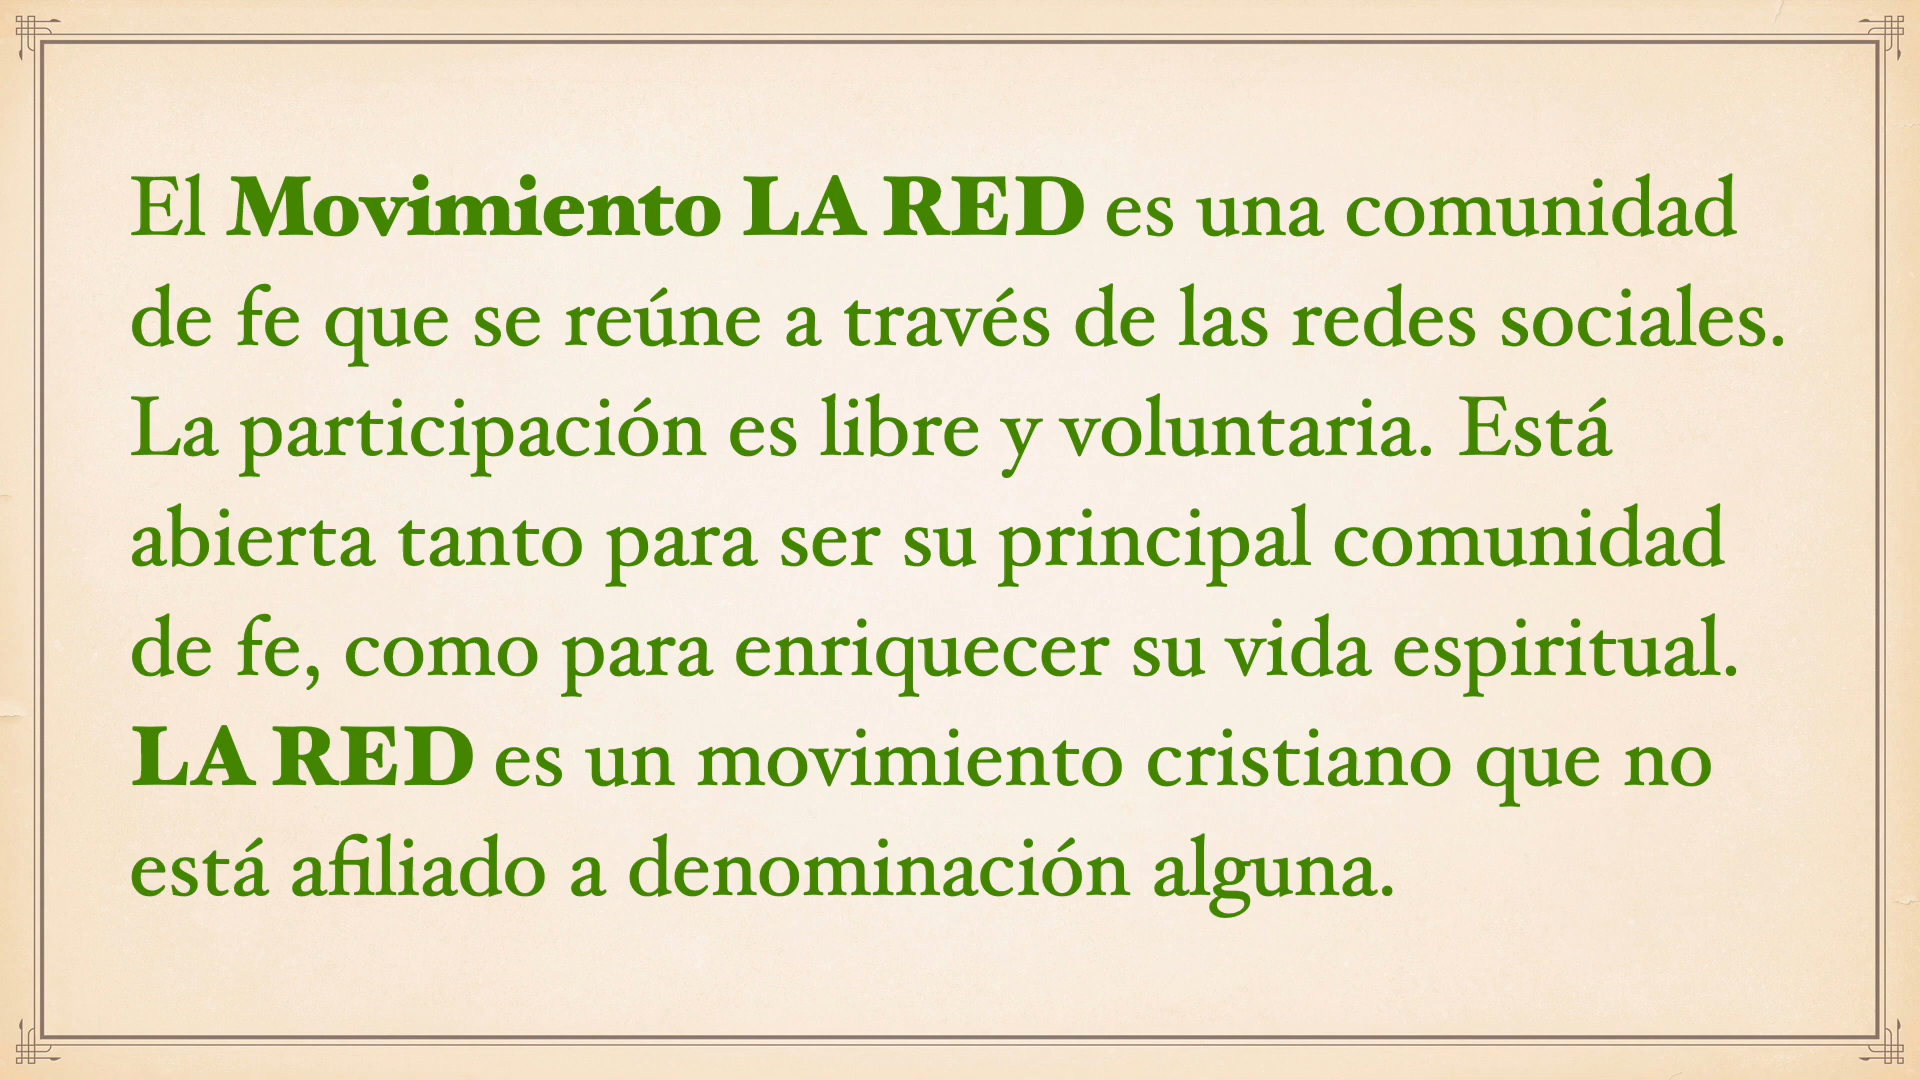 El Movimiento LA RED es una comunidad
de fe que se reúne a través de las redes sociales.
La participación es libre y voluntaria. Está
abierta tanto para ser su principal comunidad
de fe, como para enriquecer su vida espiritual.
LA RED es un movimiento cristiano que no
está afiliado a denominación alguna.